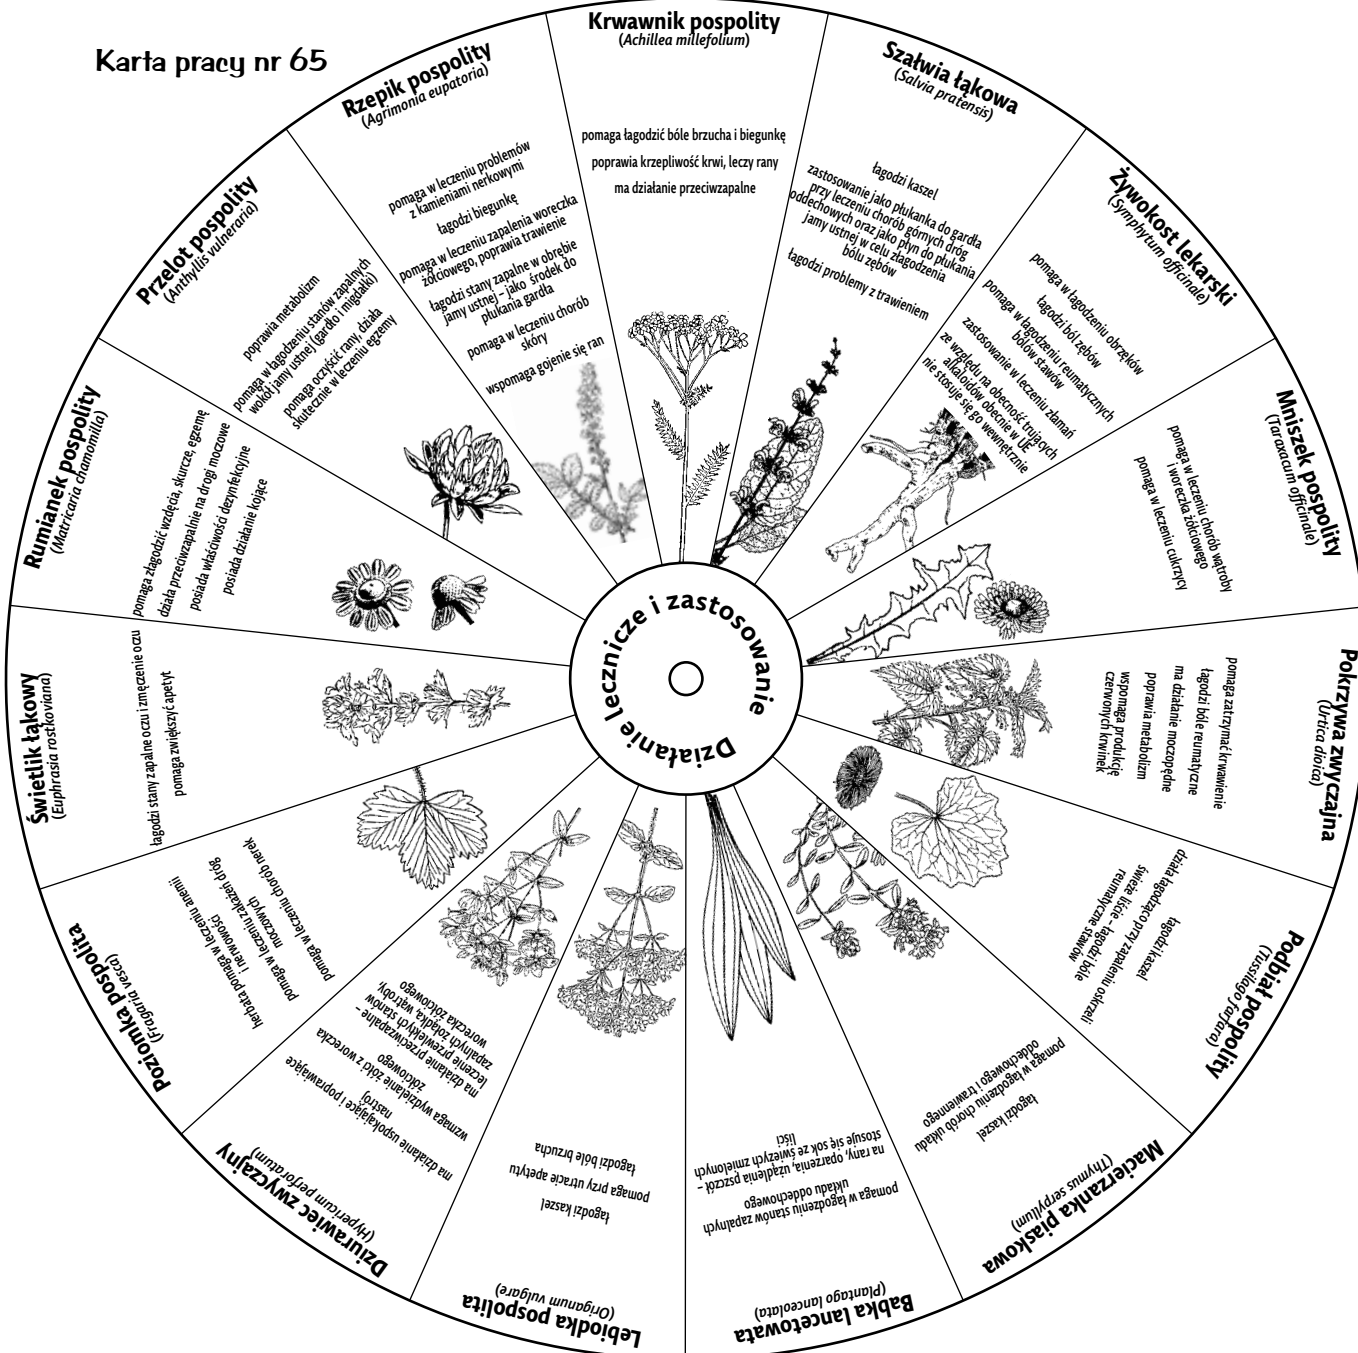 Karta pracy nr 65
Krwawnik pospolity
(Achillea millefolium)
pomaga łagodzić bóle brzucha i biegunkę
poprawia krzepliwość krwi, leczy rany
ma działanie przeciwzapalne
Szałwia łąkowa
(Salvia pratensis)
łagodzi kaszel
zastosowanie jako płukanka do gardła
przy leczeniu chorób górnych dróg
oddechowych oraz jako płyn do płukania
jamy ustnej w celu złagodzenia
bólu zębów
łagodzi problemy z trawieniem
Żywokost lekarski
(Symphytum officinale)
pomaga w łagodzeniu obrzęków
łagodzi ból zębów
pomaga w łagodzeniu reumatycznych
bólów stawów
zastosowanie w leczeniu złamań
ze względu na obecność trujących
alkaloidów obecnie w UE
nie stosuje się go wewnętrznie
Mniszek pospolity
(Taraxacum officinale)
pomaga w leczeniu chorób wątroby
i woreczka żółciowego
pomaga w leczeniu cukrzycy
Pokrzywa zwyczajna
(Urtica dioica)
pomaga zatrzymać krwawienie
łagodzi bóle reumatyczne
ma działanie moczopędne
poprawia metabolizm
wspomaga produkcję
czerwonych krwinek
Podbiał pospolity
(Tussilago farfara)
łagodzi kaszel
działa łagodząco przy zapaleniu oskrzeli
świeże liście – łagodzi bóle
reumatyczne stawów
Macierzanka piaskowa
(Thymus serpyllum)
łagodzi kaszel
pomaga w łagodzeniu chorób układu
oddechowego i trawiennego
Babka lancetowata
(Plantago lanceolata)
pomaga w łagodzeniu stanów zapalnych
układu oddechowego
na rany, oparzenia, użądlenia pszczół –
stosuje się sok ze świeżych zmielonych
liści
Lebiodka pospolita
(Origanum vulgare)
łagodzi kaszel
pomaga przy utracie apetytu
łagodzi bóle brzucha
Dziurawiec zwyczajny
(Hypericum perforatum)
ma działanie uspokajające i poprawiające
nastrój
wzmaga wydzielanie żółci z woreczka
żółciowego
ma działanie przeciwzapalne –
leczenie przewlekłych stanów
zapalnych żołądka, wątroby,
woreczka żółciowego
Poziomka pospolita
(Fragaria vesca)
herbata pomaga w leczeniu anemii
i nerwowości
pomaga w leczeniu zakażeń dróg
moczowych
pomaga w leczeniu chorób nerek
Świetlik łąkowy
(Euphrasia rostkoviana)
łagodzi stany zapalne oczu i zmęczenie oczu
pomaga zwiększyć apetyt
Rumianek pospolity
(Matricaria chamomilla)
pomaga złagodzić wzdęcia, skurcze, egzemę
działa przeciwzapalnie na drogi moczowe
posiada właściwości dezynfekcyjne
posiada działanie kojące
Przelot pospolity
(Anthyllis vulneraria)
poprawia metabolizm
pomaga w łagodzeniu stanów zapalnych
wokół jamy ustnej (gardło i migdałki)
pomaga oczyścić rany, działa
skutecznie w leczeniu egzemy
Rzepik pospolity
(Agrimonia eupatoria)
pomaga w leczeniu problemów
z kamieniami nerkowymi
łagodzi biegunkę
pomaga w leczeniu zapalenia woreczka
żółciowego, poprawia trawienie
łagodzi stany zapalne w obrębie
jamy ustnej – jako środek do
płukania gardła
pomaga w leczeniu chorób
skóry
wspomaga gojenie się ran
Działanie lecznicze i zastosowanie